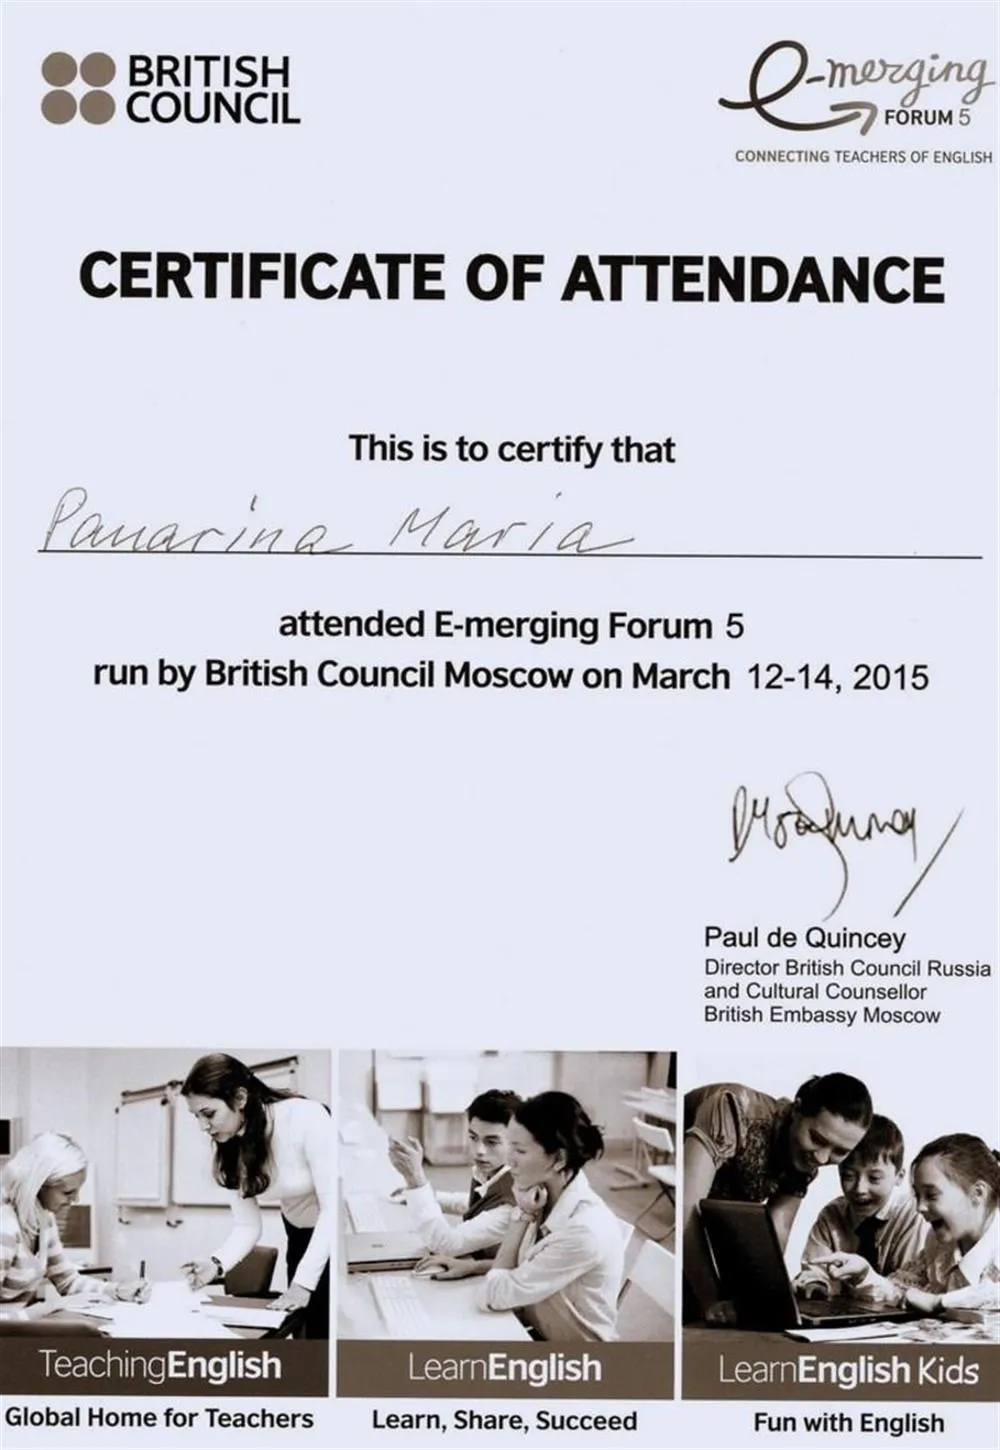 BRITISH
COUNCIL
e-merging
FORUM 5
CONNECTING TEACHERS OF ENGLISH
CERTIFICATE OF ATTENDANCE
This is to certify that
Panarina Maria
attended E-merging Forum 5
run by British Council Moscow on March 12-14, 2015
Paul de Quincey
Director British Council Russia
and Cultural Counsellor
British Embassy Moscow
TeachingEnglish
Global Home for Teachers
LearnEnglish
Learn, Share, Succeed
LearnEnglish Kids
Fun with English